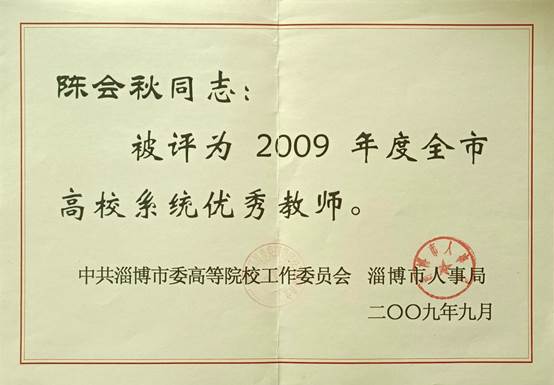 陈会秋同志：
被评为 2009 年度全市
高校系统优秀教师。
中共淄博市委高等院校工作委员会 淄博市人事局
二〇〇九年九月